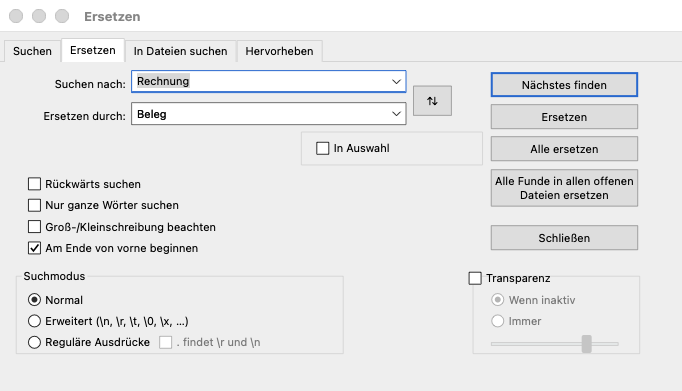 Ersetzen
Suchen Ersetzen In Dateien suchen Hervorheben
Suchen nach: Rechnung
Ersetzen durch: Beleg
In Auswahl
Nächstes finden
Ersetzen
Alle ersetzen
Alle Funde in allen offenen
Dateien ersetzen
Schließen
Rückwärts suchen
Nur ganze Wörter suchen
Groß-/Kleinschreibung beachten
Am Ende von vorne beginnen
Suchmodus
Normal
Erweitert (\n, \r, \t, \0, \x, ...)
Reguläre Ausdrücke . findet \r und \n
Transparenz
Wenn inaktiv
Immer